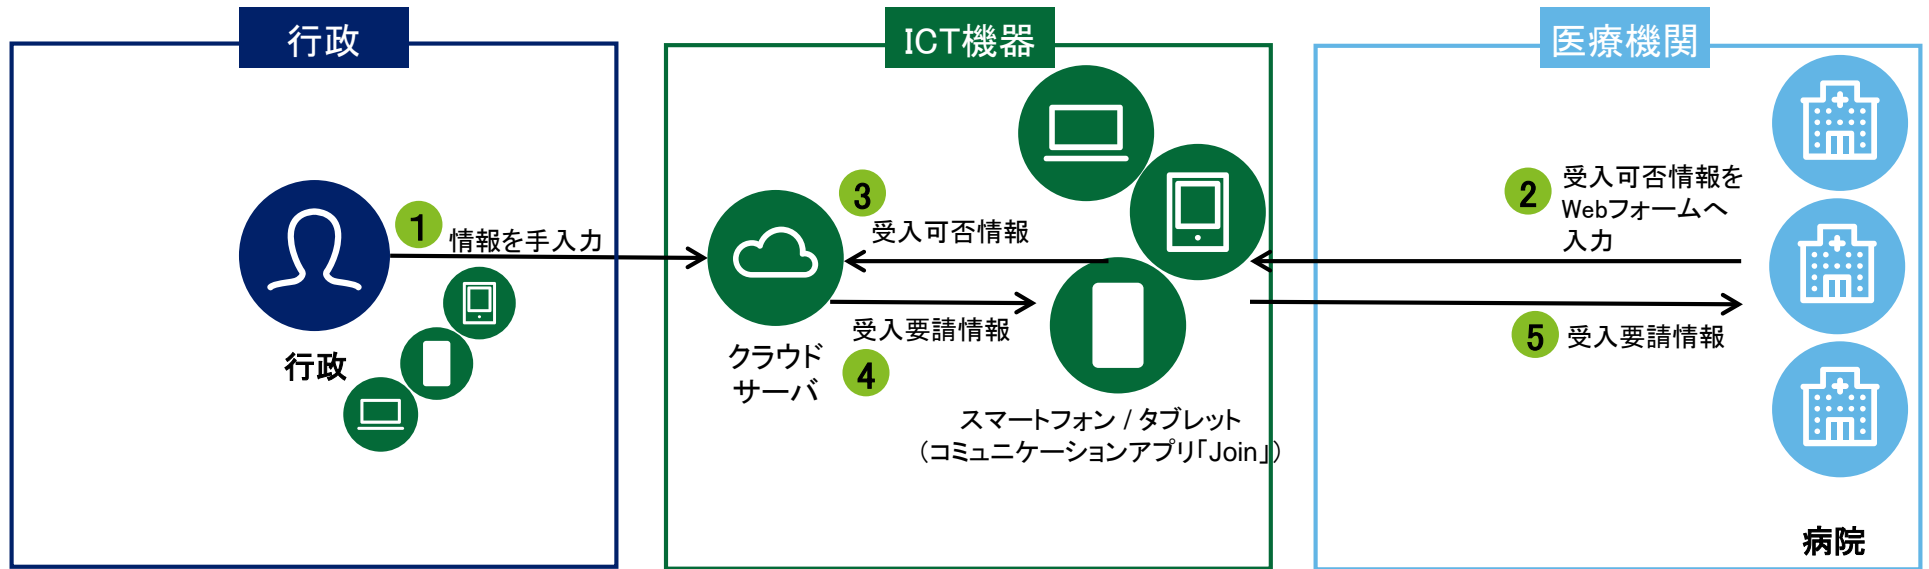 行政
ICT機器
医療機関
1
情報を手入力
行政
3
受入可否情報
受入要請情報
4
クラウド
サーバ
スマートフォン / タブレット
（コミュニケーションアプリ「Join」）
2
受入可否情報を
Webフォームへ
入力
5
受入要請情報
病院